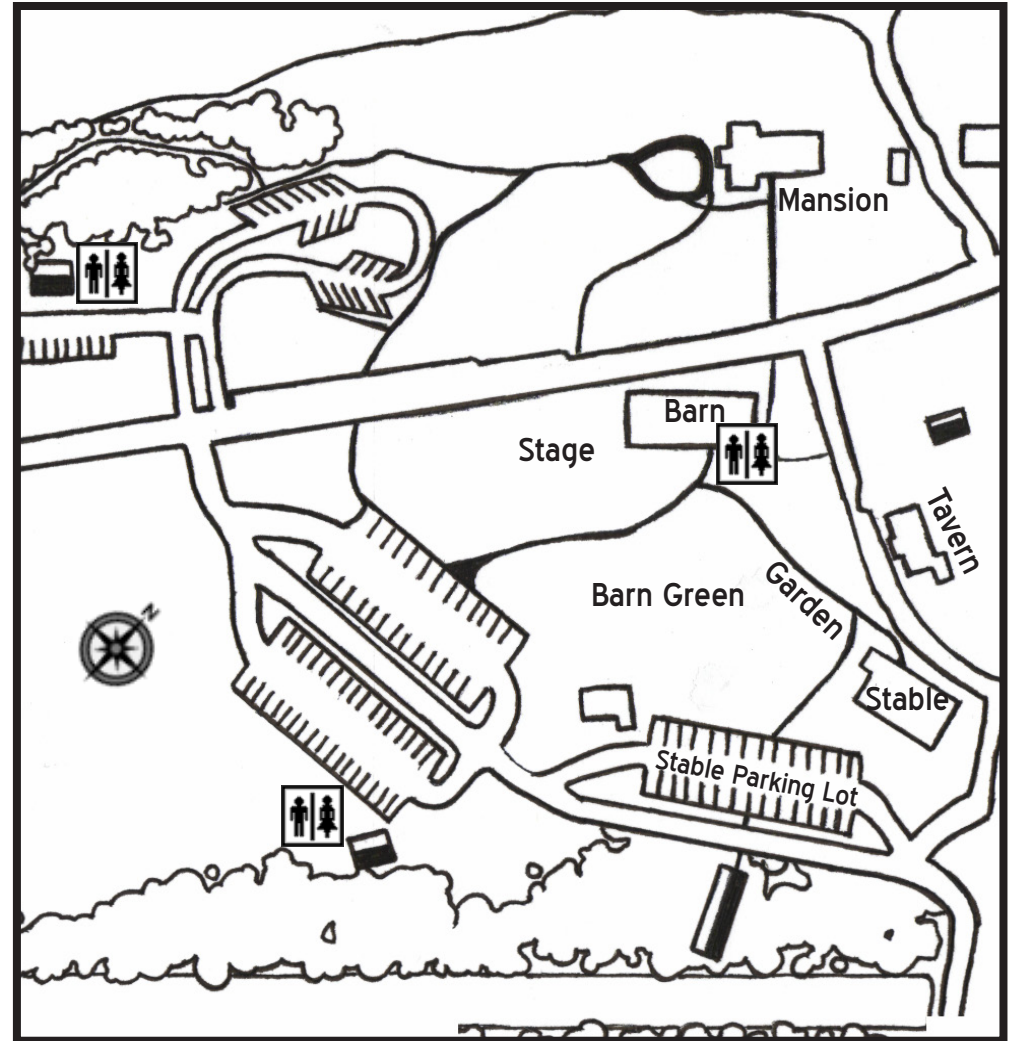 Mansion
Barn
Stage
Tavern
Barn Green
Garden
Stable
Stable Parking Lot
N